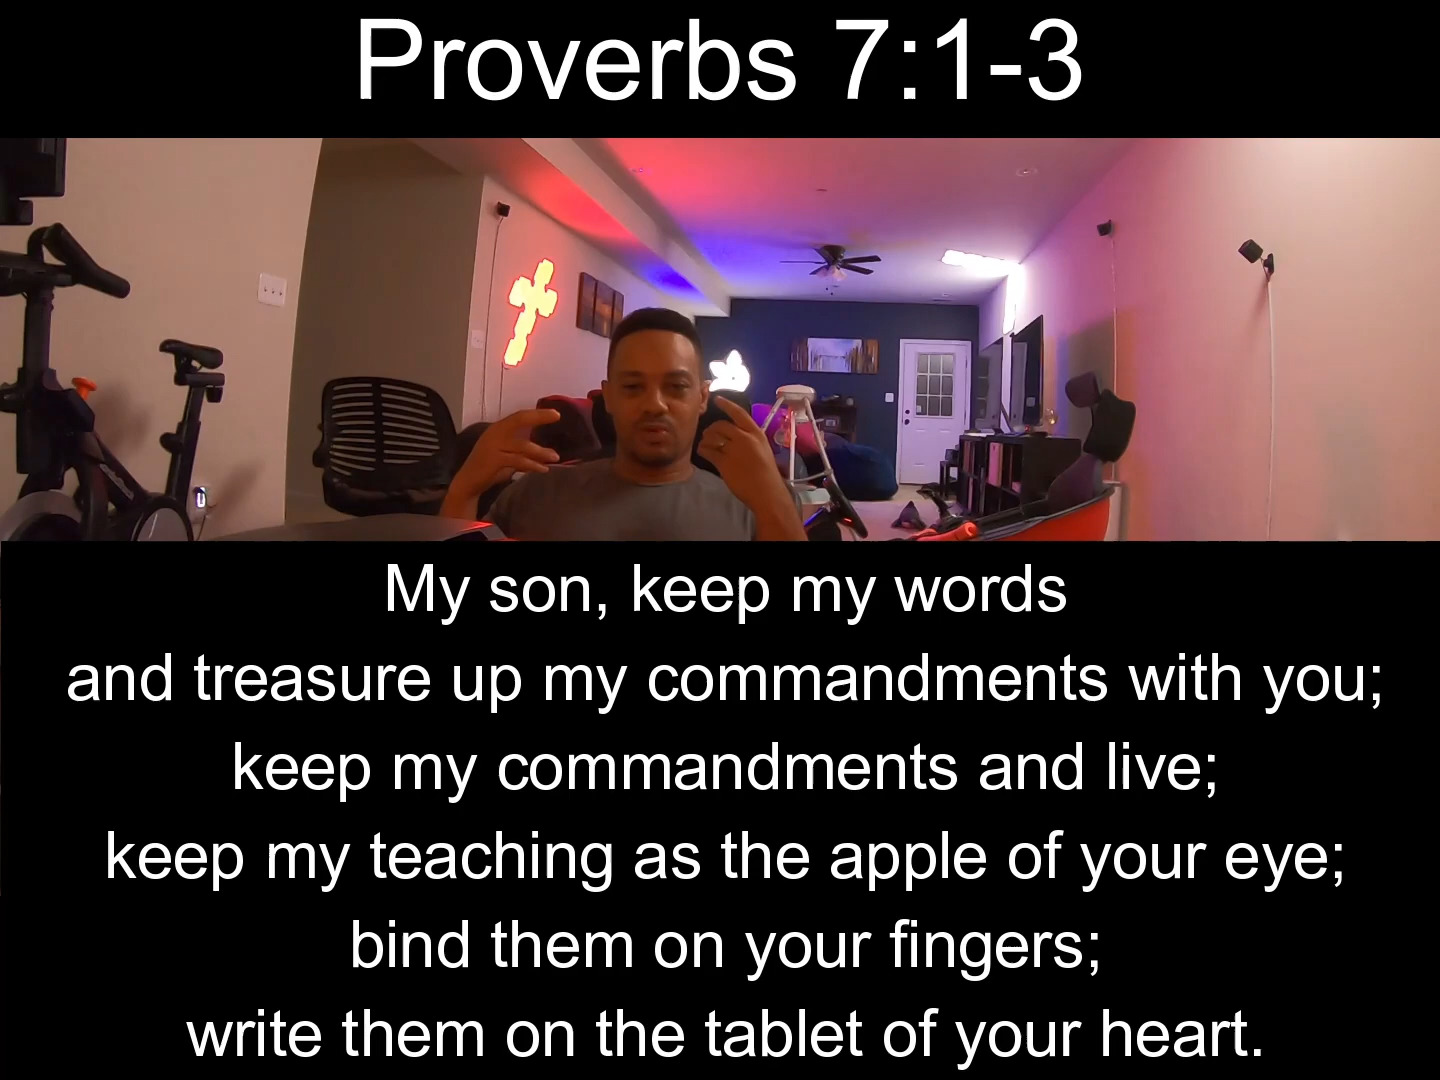 Proverbs 7:1-3
My son, keep my words
and treasure up my commandments with you;
keep my commandments and live;
keep my teaching as the apple of your eye;
bind them on your fingers;
write them on the tablet of your heart.